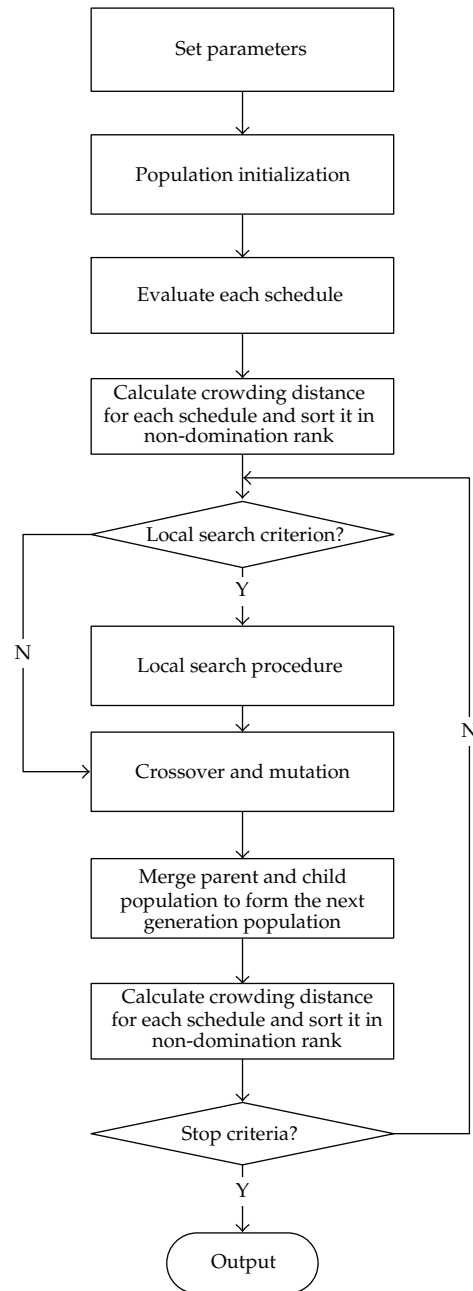 Set parameters
Population initialization
Evaluate each schedule
Calculate crowding distance
for each schedule and sort it in
non-domination rank
Local search criterion?
Y
N
Local search procedure
N
Crossover and mutation
Merge parent and child
population to form the next
generation population
Calculate crowding distance
for each schedule and sort it in
non-domination rank
Stop criteria?
Y
Output